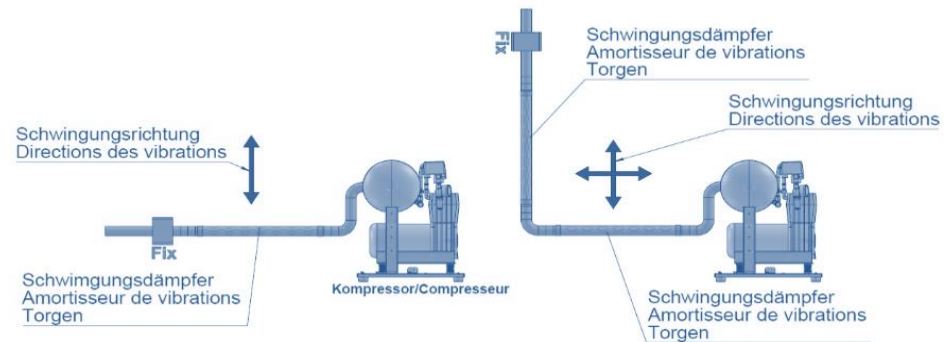 Schwingungsrichtung
Directions des vibrations
Fix
Schwimgungsdämpfer
Amortisseur de vibrations
Torgen
Kompressor/Compresseur
Fix
Schwingungsdämpfer
Amortisseur de vibrations
Torgen
Schwingungsrichtung
Directions des vibrations
Schwingungsdämpfer
Amortisseur de vibrations
Torgen